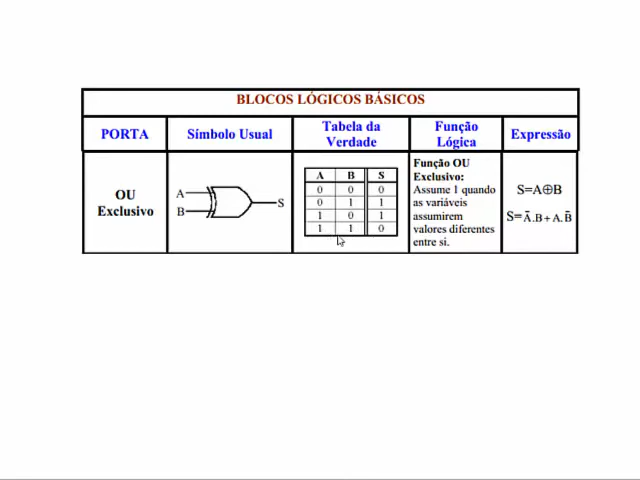 BLOCOS LÓGICOS BÁSICOS
PORTA
Símbolo Usual
Tabela da
Verdade
Função
Lógica
Expressão
OU
Exclusivo
A
B
S
A B S
0 0 0
0 1 1
1 0 1
1 1 0
Função OU
Exclusivo:
Assume 1 quando
as variáveis
assumirem
valores diferentes
entre si.
S=A⊕B
S=Ā.B+A.B̄